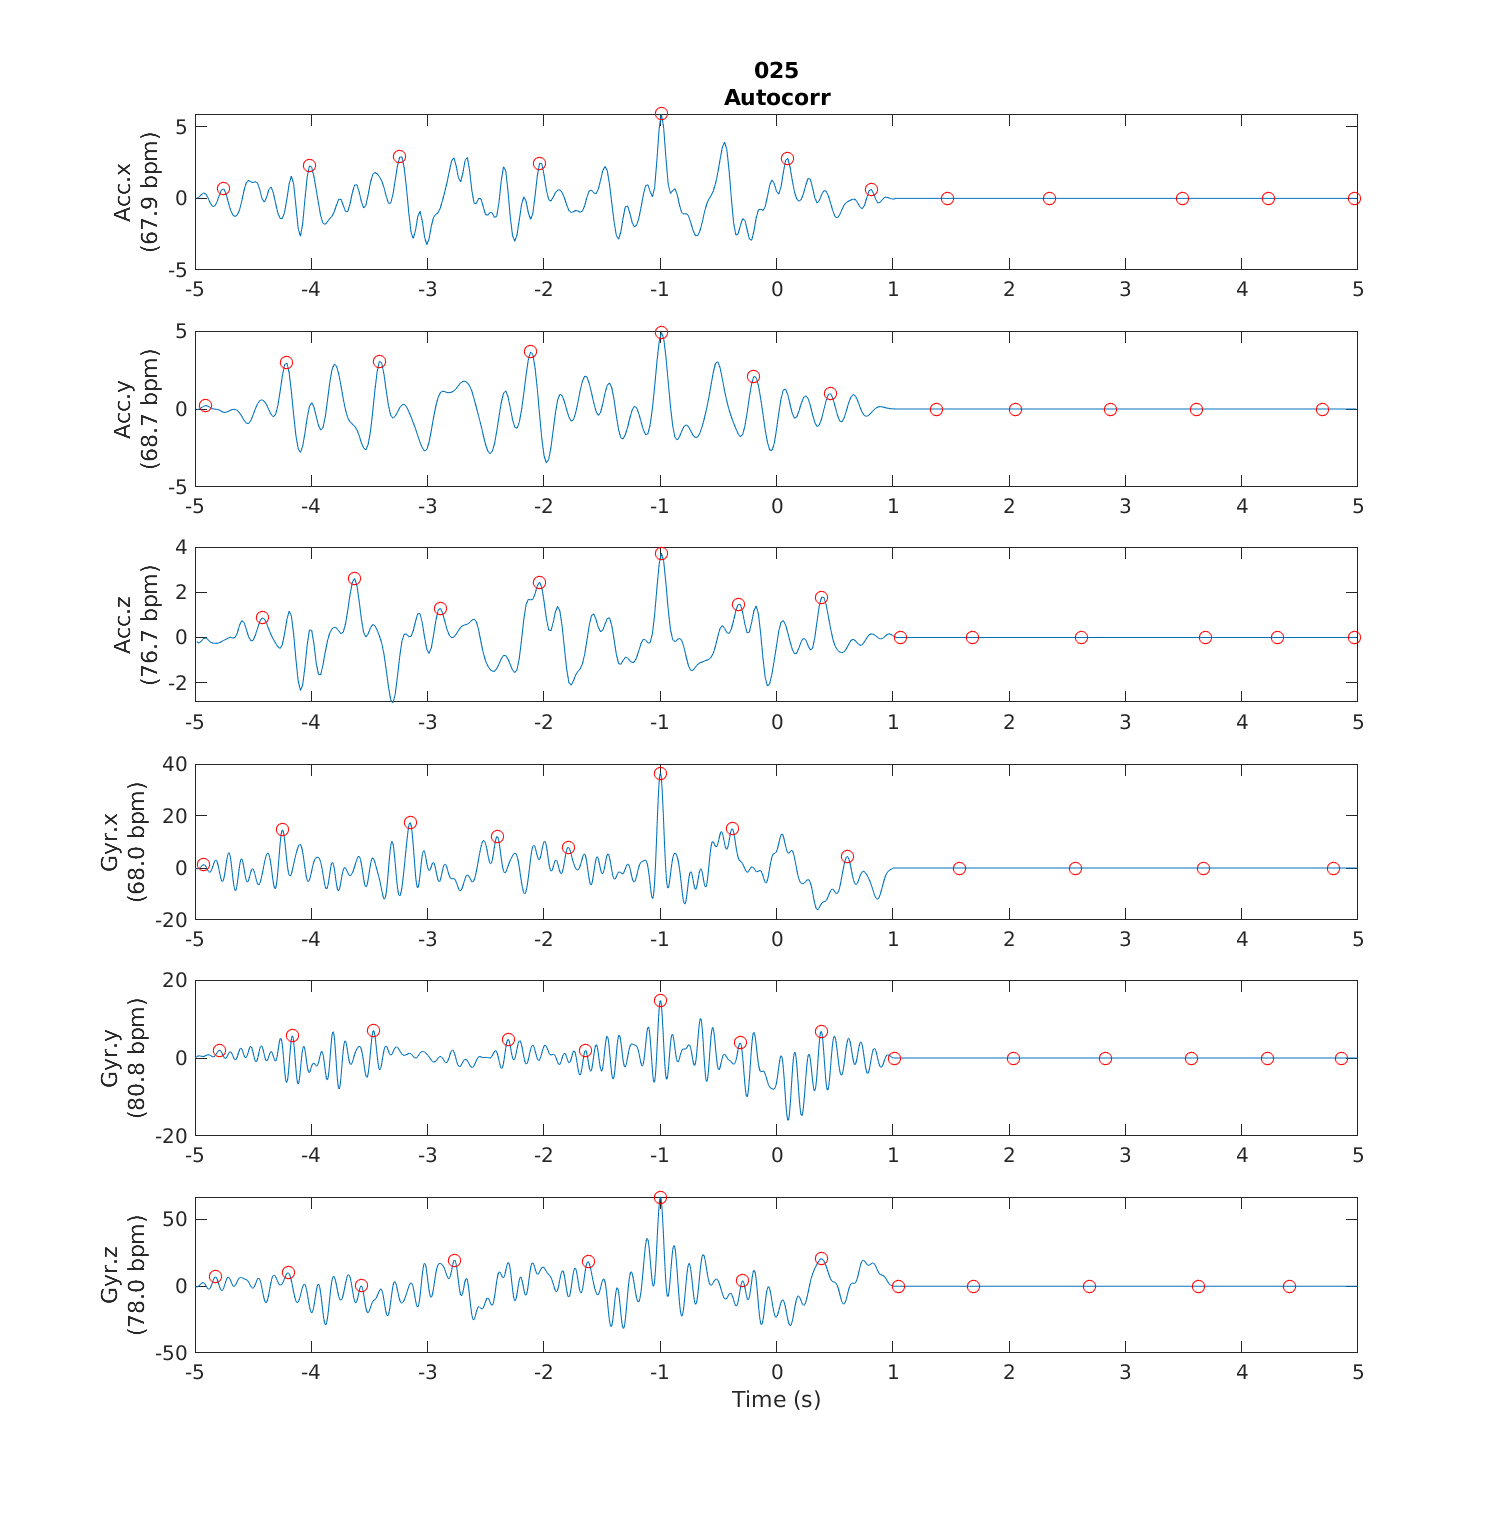 025
Autocorr
Acc.x
(67.9 bpm)
5
0
-5
-5 -4 -3 -2 -1 0 1 2 3 4 5
Acc.y
(68.7 bpm)
5
0
-5
-5 -4 -3 -2 -1 0 1 2 3 4 5
Acc.z
(76.7 bpm)
4
2
0
-2
-5 -4 -3 -2 -1 0 1 2 3 4 5
Gyr.x
(68.0 bpm)
40
20
0
-20
-5 -4 -3 -2 -1 0 1 2 3 4 5
Gyr.y
(80.8 bpm)
20
0
-20
-5 -4 -3 -2 -1 0 1 2 3 4 5
Gyr.z
(78.0 bpm)
50
0
-50
-5 -4 -3 -2 -1 0 1 2 3 4 5
Time (s)